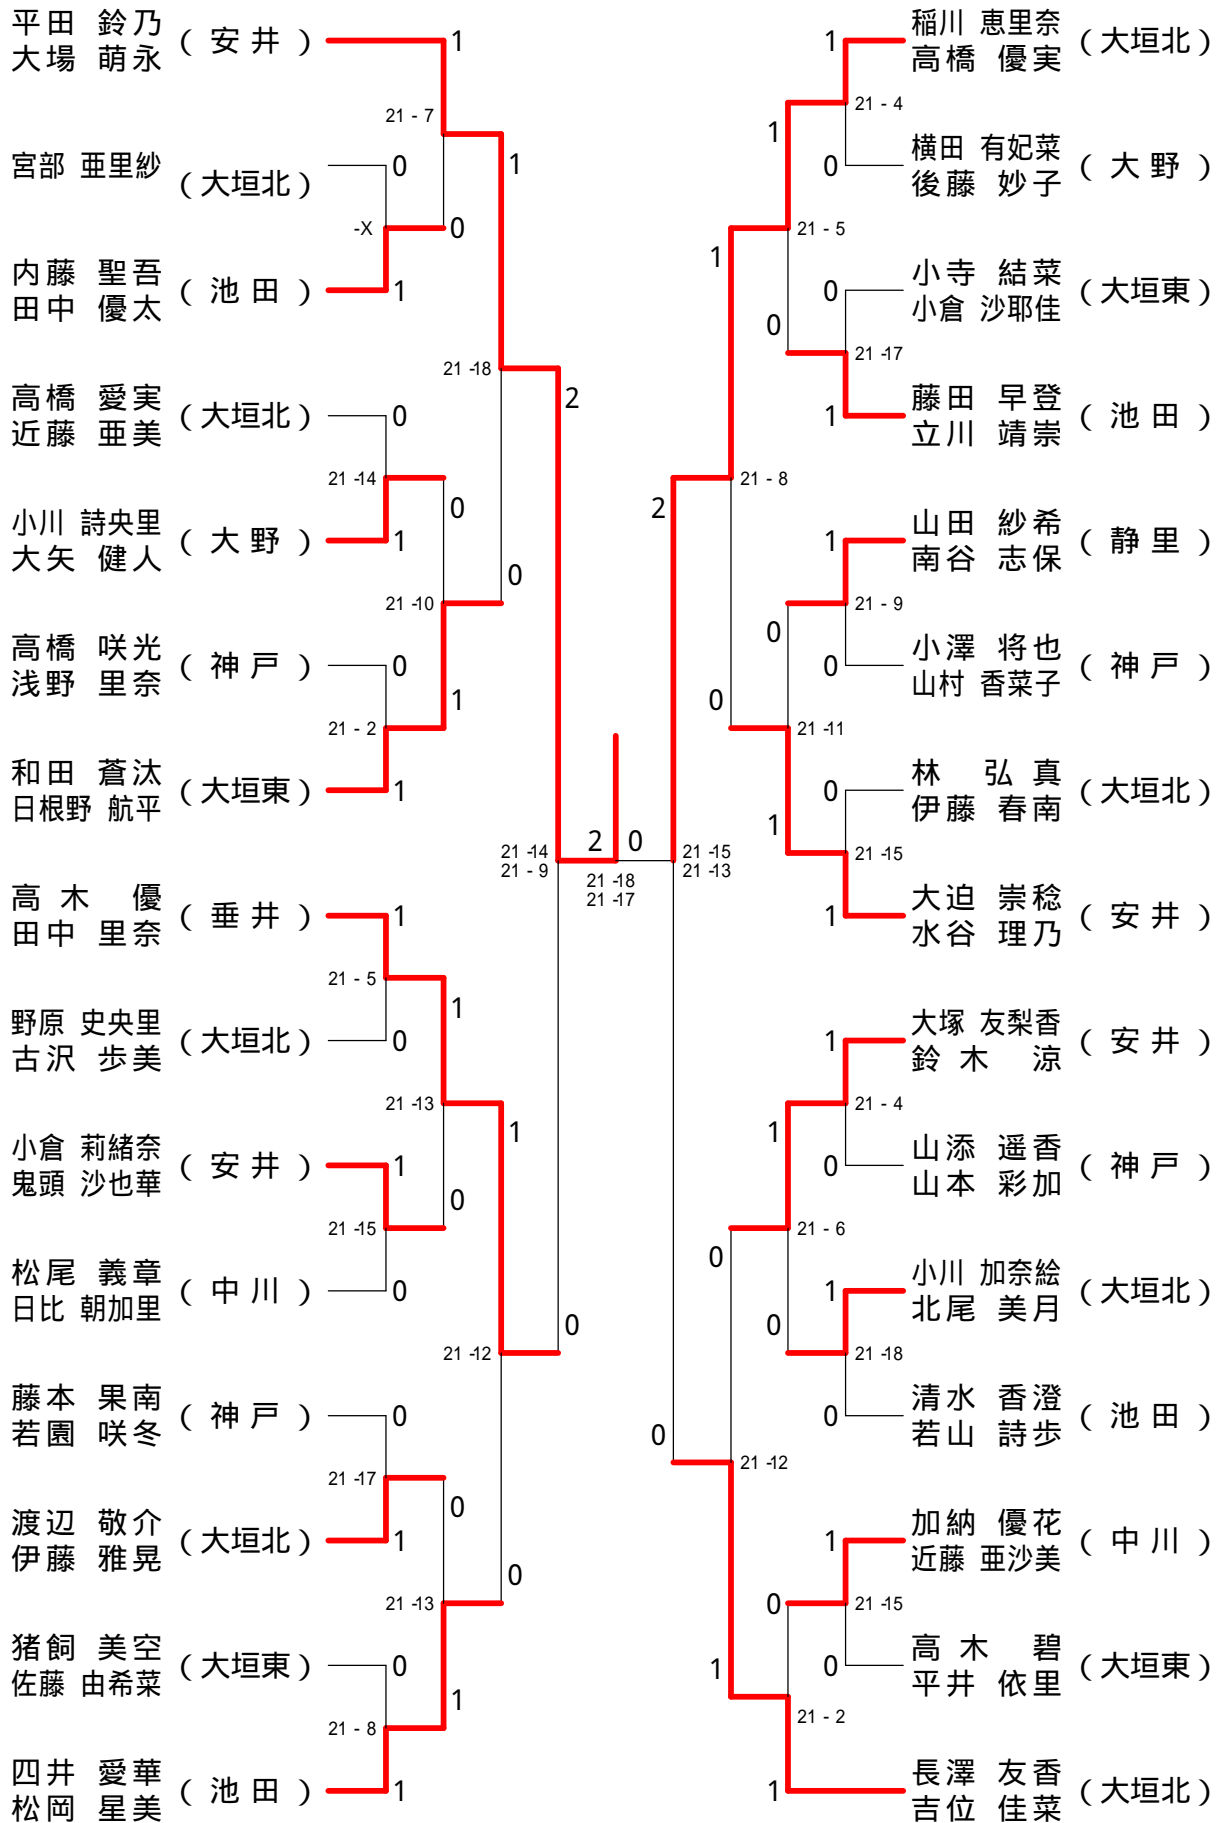 平田 鈴乃
大場 萌永
( 安 井 )
1
21 - 7
宮部 亜里紗
(大垣北)
0
1
-X
0
内藤 聖吾
田中 優太
( 池 田 )
1
21 -18
2
高橋 愛実
近藤 亜美
(大垣北)
0
21 -14
0
小川 詩央里
大矢 健人
( 大 野 )
1
0
21 -10
高橋 咲光
浅野 里奈
( 神 戸 )
0
1
21 - 2
和田 蒼汰
日根野 航平
(大垣東)
1
21 -14
21 - 9
高 木 優
田中 里奈
( 垂 井 )
1
21 - 5
1
野原 史央里
古沢 歩美
(大垣北)
0
21 -13
1
小倉 莉緒奈
鬼頭 沙也華
( 安 井 )
1
0
21 -15
松尾 義章
日比 朝加里
( 中 川 )
0
0
21 -12
藤本 果南
若園 咲冬
( 神 戸 )
0
21 -17
0
渡辺 敬介
伊藤 雅晃
(大垣北)
1
0
21 -13
猪飼 美空
佐藤 由希菜
(大垣東)
0
1
21 - 8
四井 愛華
松岡 星美
( 池 田 )
1
2 0
21 -18
21 -17
稲川 恵里奈
高橋 優実
(大垣北)
1
21 - 4
1
横田 有妃菜
後藤 妙子
( 大 野 )
0
21 - 5
1
小寺 結菜
小倉 沙耶佳
(大垣東)
0
0
21 -17
藤田 早登
立川 靖崇
( 池 田 )
1
21 - 8
2
山田 紗希
南谷 志保
( 静 里 )
1
21 - 9
0
小澤 将也
山村 香菜子
( 神 戸 )
0
0
21 -11
林 弘真
伊藤 春南
(大垣北)
0
1
21 -15
21 -15
21 -13
大迫 崇稔
水谷 理乃
( 安 井 )
1
大塚 友梨香
鈴 木 涼
( 安 井 )
1
21 - 4
1
山添 遥香
山本 彩加
( 神 戸 )
0
21 - 6
0
小川 加奈絵
北尾 美月
(大垣北)
1
0
21 -18
清水 香澄
若山 詩歩
( 池 田 )
0
0
21 -12
加納 優花
近藤 亜沙美
( 中 川 )
1
0
21 -15
高 木 碧
平井 依里
(大垣東)
0
1
21 - 2
長澤 友香
吉位 佳菜
(大垣北)
1